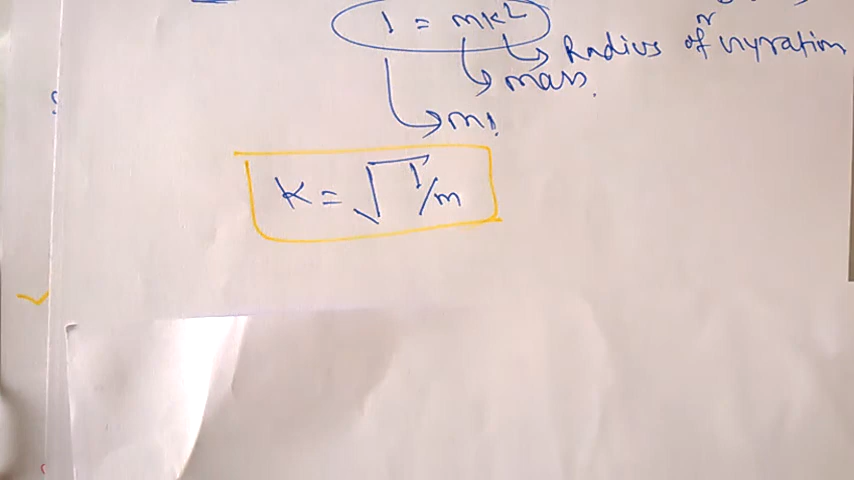 I = mk²
Radius of Gyration
mass.
mI.
K = √I/m